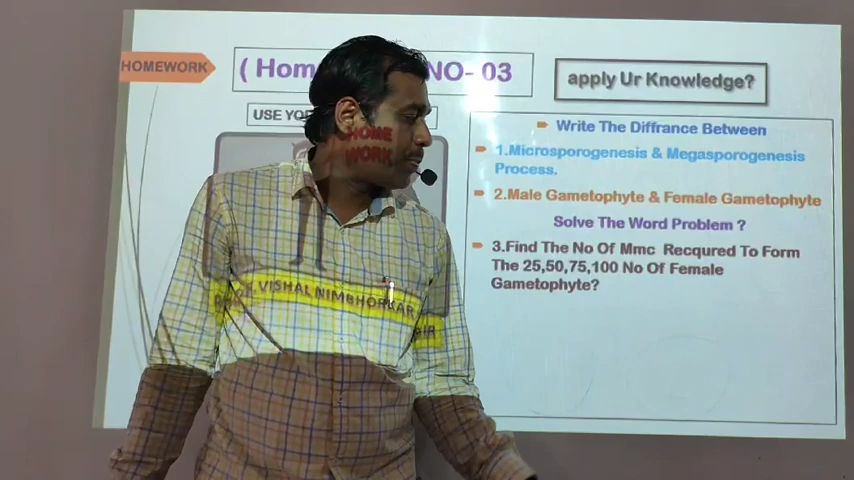 HOMEWORK
( Hom NO- 03
apply Ur Knowledge?
USE YO
HOME
WORK
VISHAL NIMBHORKAR
SIR
Write The Diffrance Between
1.Microsporogenesis & Megasporogenesis
Process.
2.Male Gametophyte & Female Gametophyte
Solve The Word Problem ?
3.Find The No Of Mmc Recqured To Form
The 25,50,75,100 No Of Female
Gametophyte?